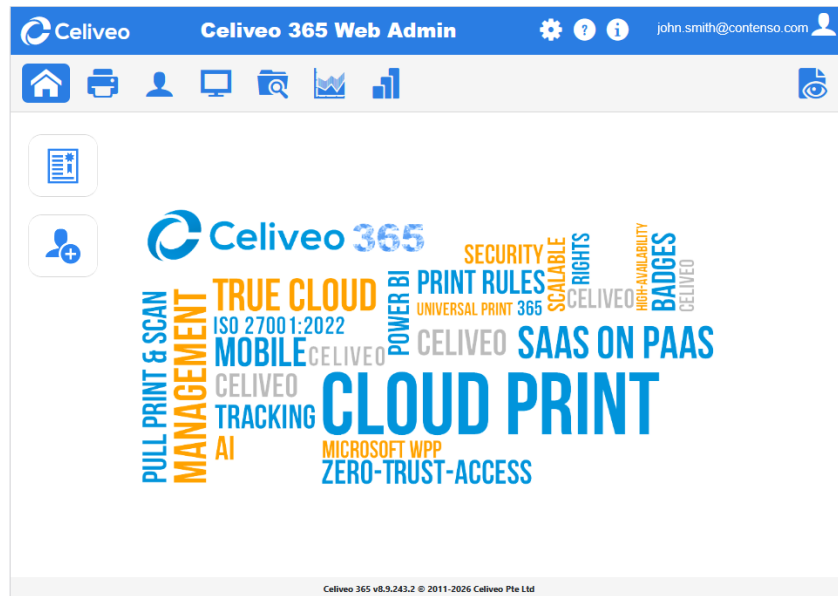 Celiveo
Celiveo 365 Web Admin
?
i
john.smith@contenso.com
Celiveo 365
SECURITY
SCALABLE
RIGHTS
HIGH-AVAILABILITY
BADGES
CELIVEO
TRUE CLOUD
POWER BI
PRINT RULES
CELIVEO
UNIVERSAL PRINT 365
PULL PRINT & SCAN
MANAGEMENT
ISO 27001:2022
MOBILE
CELIVEO
CELIVEO
SAAS ON PAAS
CELIVEO
CLOUD PRINT
TRACKING
AI
MICROSOFT WPP
ZERO-TRUST-ACCESS
Celiveo 365 v8.9.243.2 © 2011-2026 Celiveo Pte Ltd